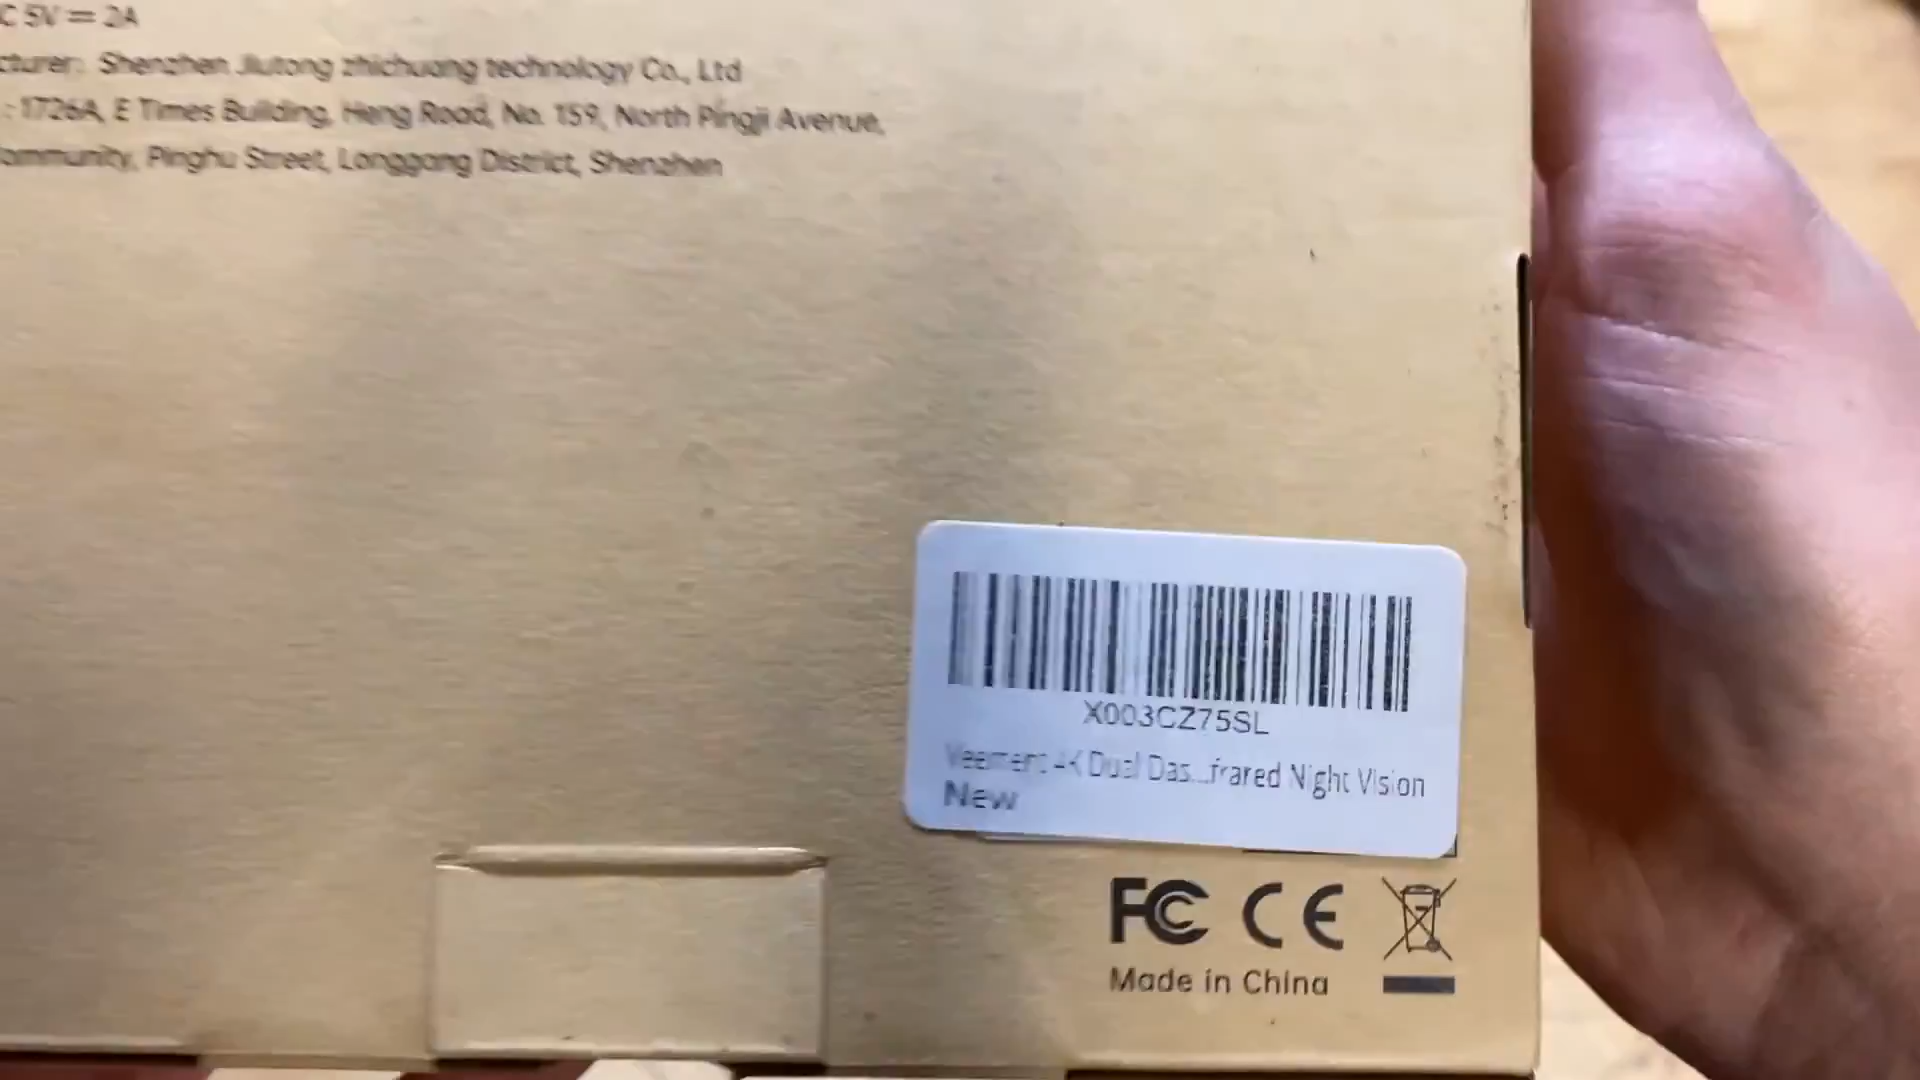 C 5V ⎓ 2A
cturer: Shenzhen Jiutong zhichuang technology Co., Ltd
: 1726A, E Times Building, Heng Road, No. 159, North Pingji Avenue,
ommunity, Pinghu Street, Longgang District, Shenzhen
X003CZ75SL
4K Dual Das...frared Night Vision
New
FC CE
Made in China